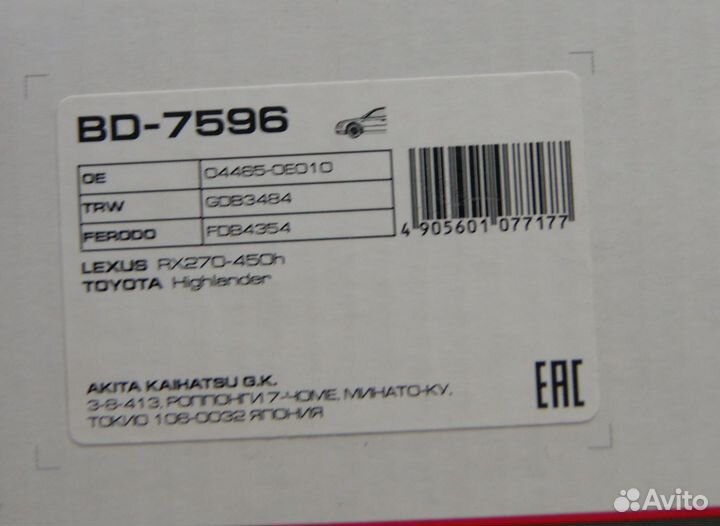 BD-7596
OE 04465-0E010
TRW GDB3484
FERODO FDB4354
4 905601 077177
LEXUS RX270-450h
TOYOTA Highlander
AKITA KAIHATSU G.K.
3-8-413, РОППОНГИ 7-ЧОМЕ, МИНАТО-КУ,
ТОКИО 106-0032 ЯПОНИЯ
EAC
Avito